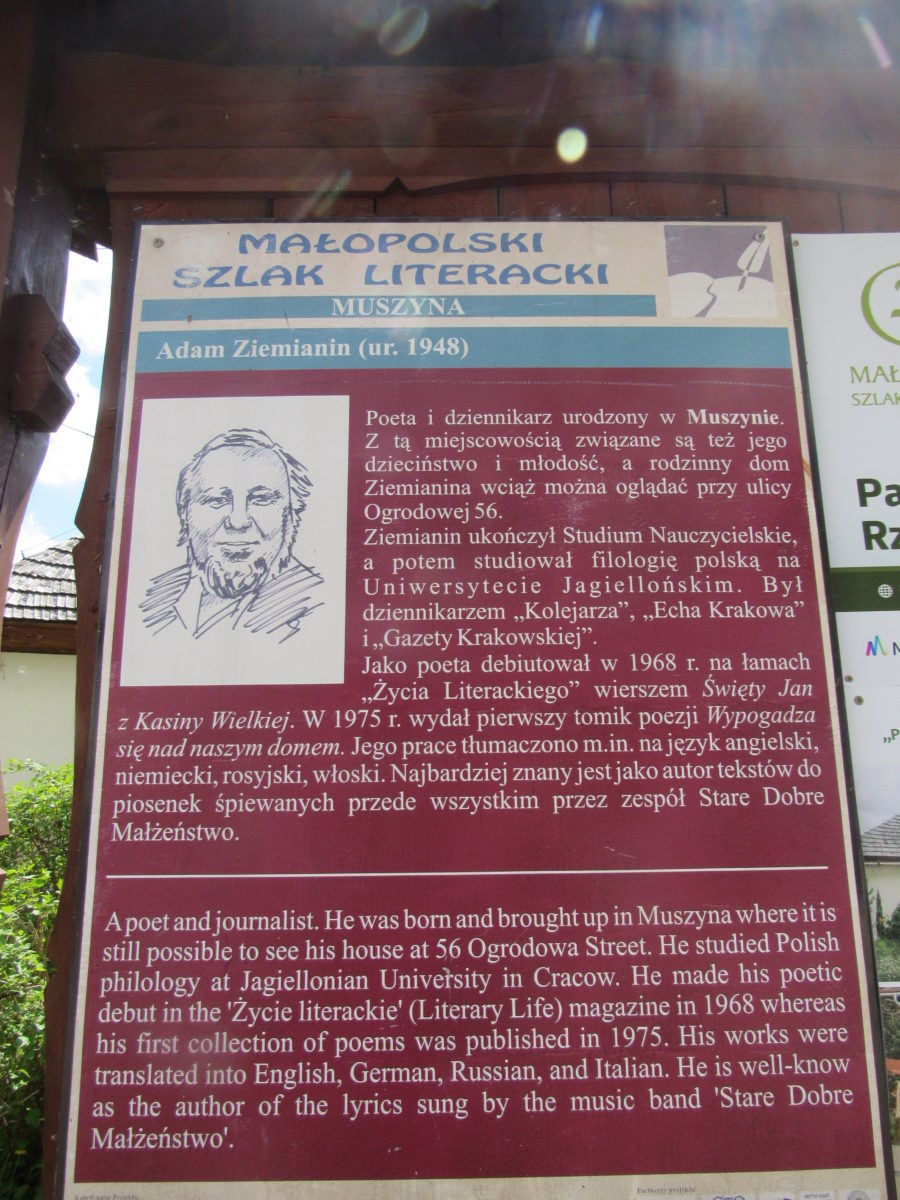 MAŁOPOLSKI
SZLAK LITERACKI
MUSZYNA
Adam Ziemianin (ur. 1948)
Poeta i dziennikarz urodzony w Muszynie.
Z tą miejscowością związane są też jego
dzieciństwo i młodość, a rodzinny dom
Ziemianina wciąż można oglądać przy ulicy
Ogrodowej 56.
Ziemianin ukończył Studium Nauczycielskie,
a potem studiował filologię polską na
Uniwersytecie Jagiellońskim. Był
dziennikarzem „Kolejarza”, „Echa Krakowa”
i „Gazety Krakowskiej”.
Jako poeta debiutował w 1968 r. na łamach
„Życia Literackiego” wierszem Święty Jan
z Kasiny Wielkiej. W 1975 r. wydał pierwszy tomik poezji Wypogadza
się nad naszym domem. Jego prace tłumaczono m.in. na język angielski,
niemiecki, rosyjski, włoski. Najbardziej znany jest jako autor tekstów do
piosenek śpiewanych przede wszystkim przez zespół Stare Dobre
Małżeństwo.
A poet and journalist. He was born and brought up in Muszyna where it is
still possible to see his house at 56 Ogrodowa Street. He studied Polish
philology at Jagiellonian University in Cracow. He made his poetic
debut in the 'Życie literackie' (Literary Life) magazine in 1968 whereas
his first collection of poems was published in 1975. His works were
translated into English, German, Russian, and Italian. He is well-know
as the author of the lyrics sung by the music band 'Stare Dobre
Małżeństwo'.
Koordynator Projektu:
Partnerzy projektu:
MAŁ
SZLAK
Pa
Rz